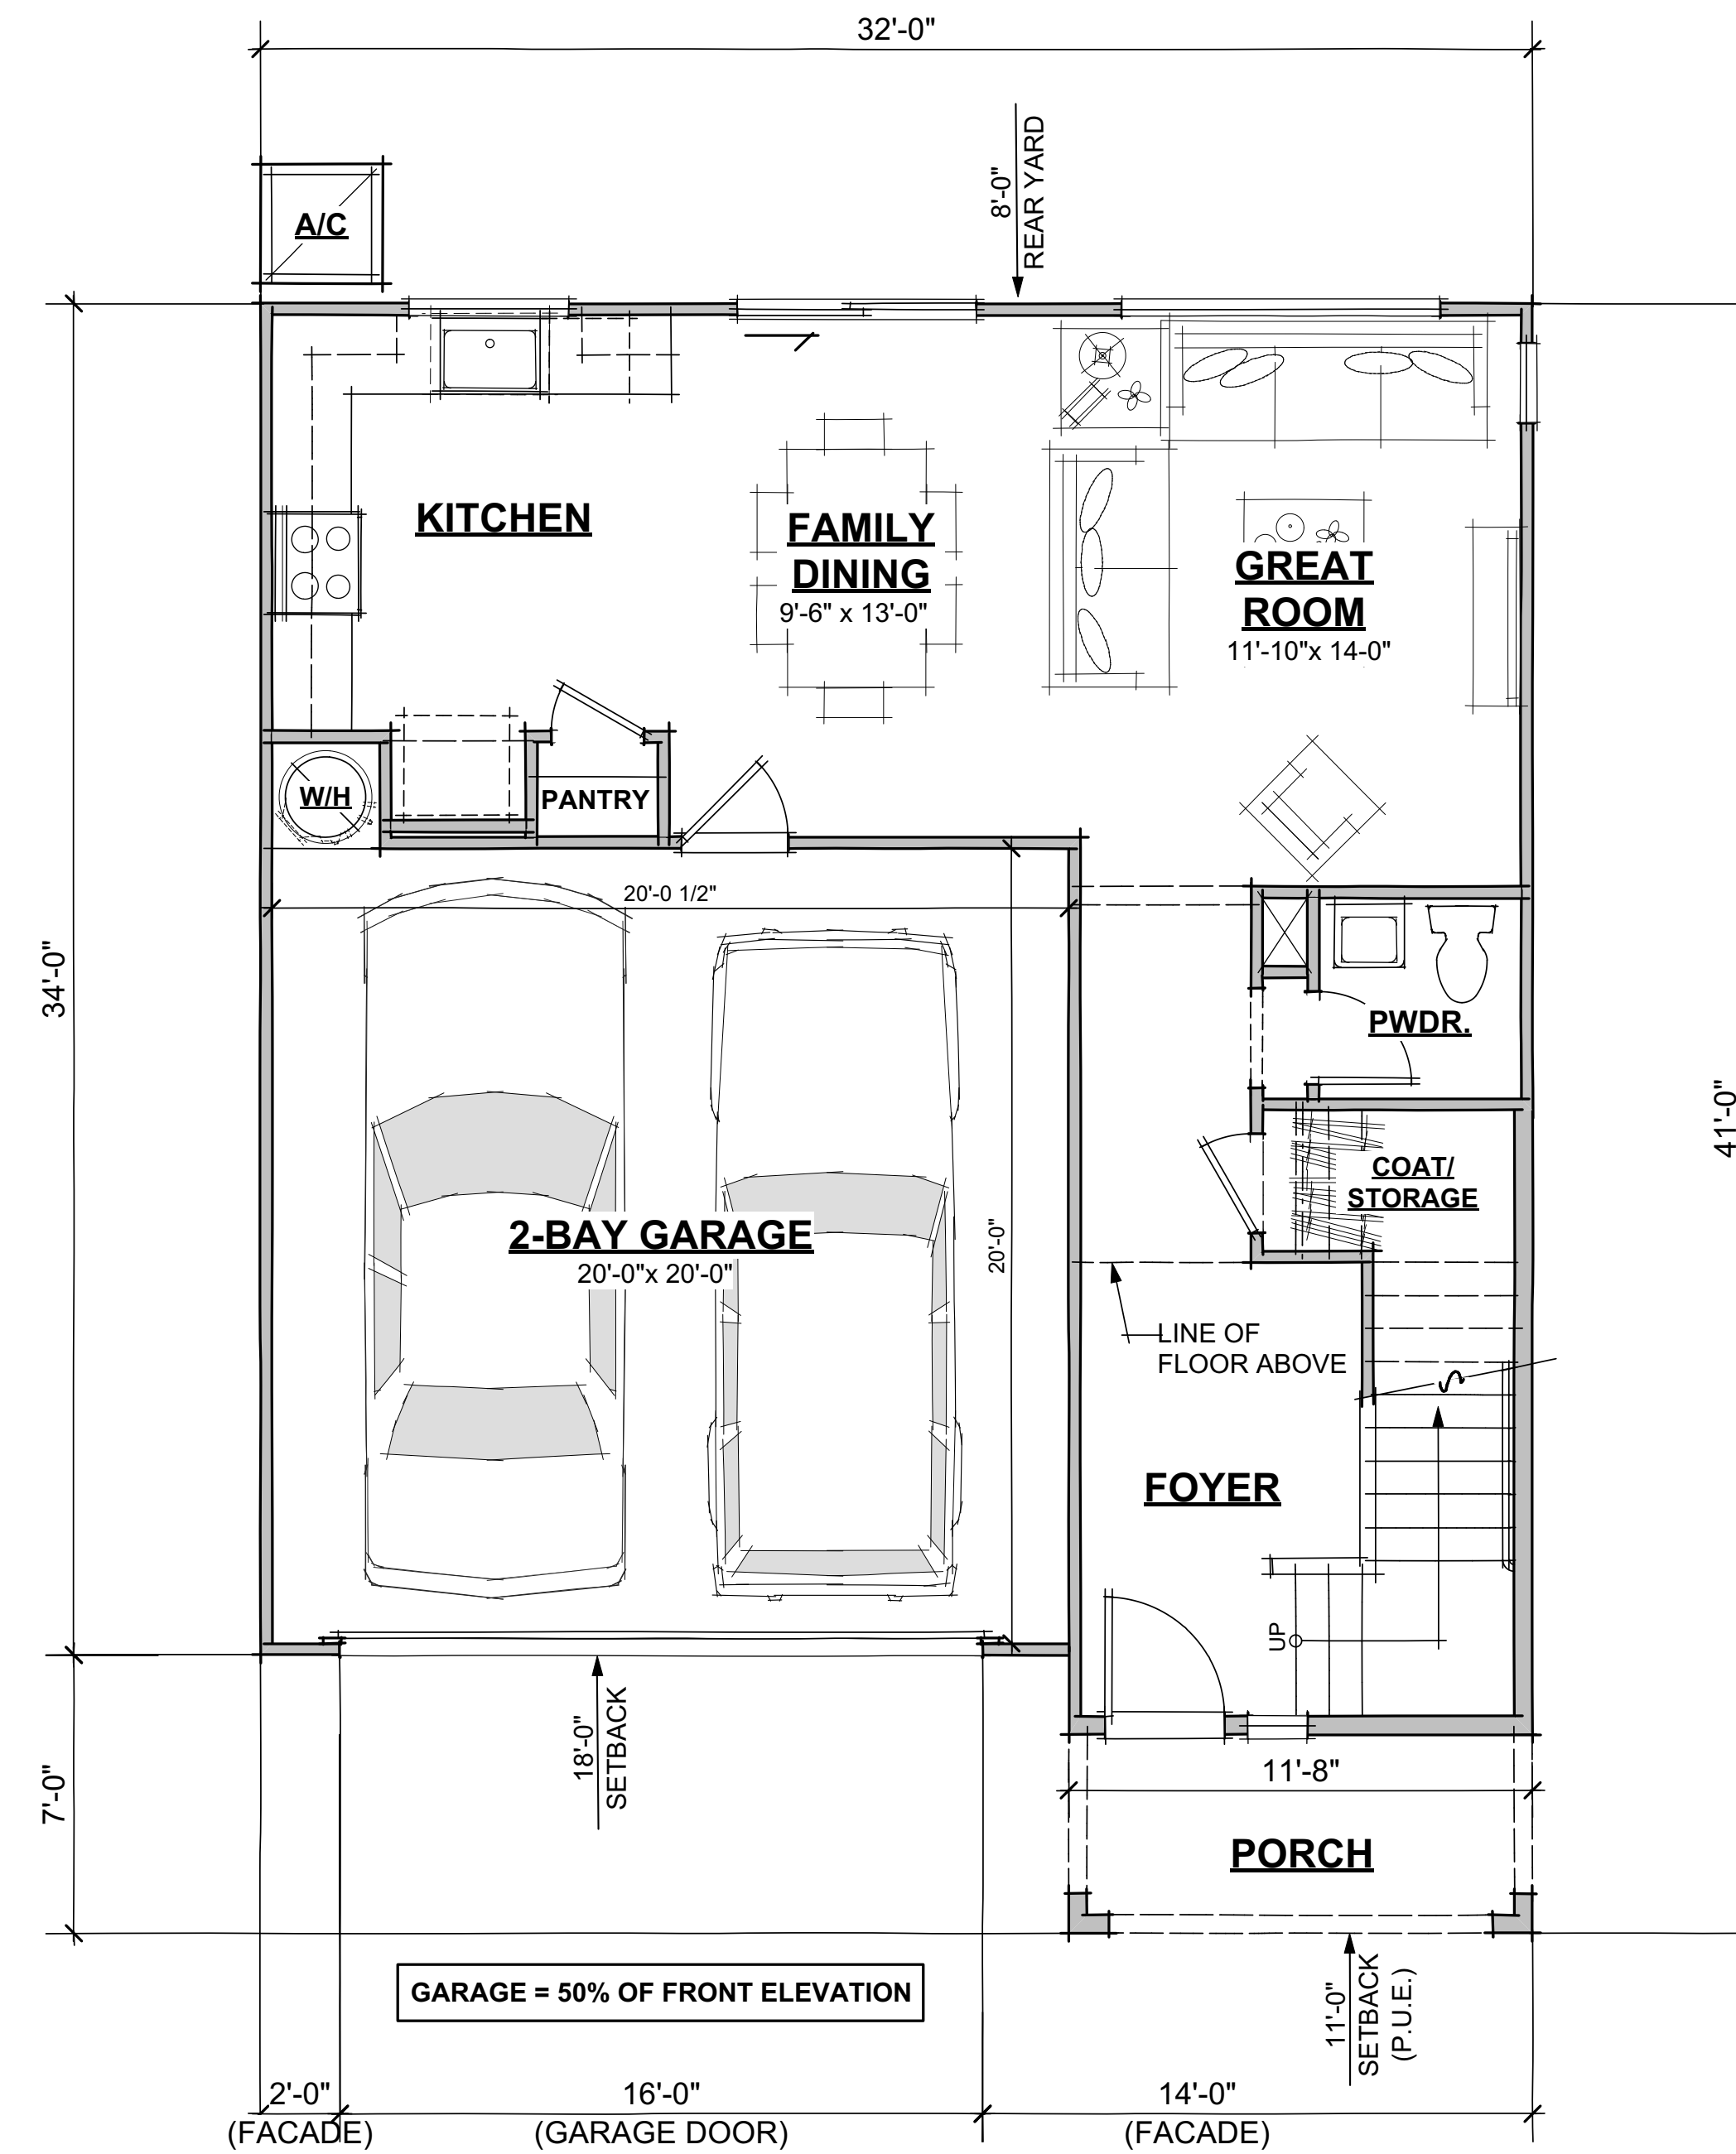 32'-0"
8'-0"
REAR YARD
A/C
KITCHEN
FAMILY
DINING
9'-6" x 13'-0"
GREAT
ROOM
11'-10"x 14-0"
W/H
PANTRY
20'-0 1/2"
34'-0"
PWDR.
41'-0"
COAT/
STORAGE
2-BAY GARAGE
20'-0"x 20'-0"
20'-0"
LINE OF
FLOOR ABOVE
FOYER
UP
18'-0"
SETBACK
11'-8"
7'-0"
PORCH
GARAGE = 50% OF FRONT ELEVATION
11'-0"
SETBACK
(P.U.E.)
2'-0"
(FACADE)
16'-0"
(GARAGE DOOR)
14'-0"
(FACADE)